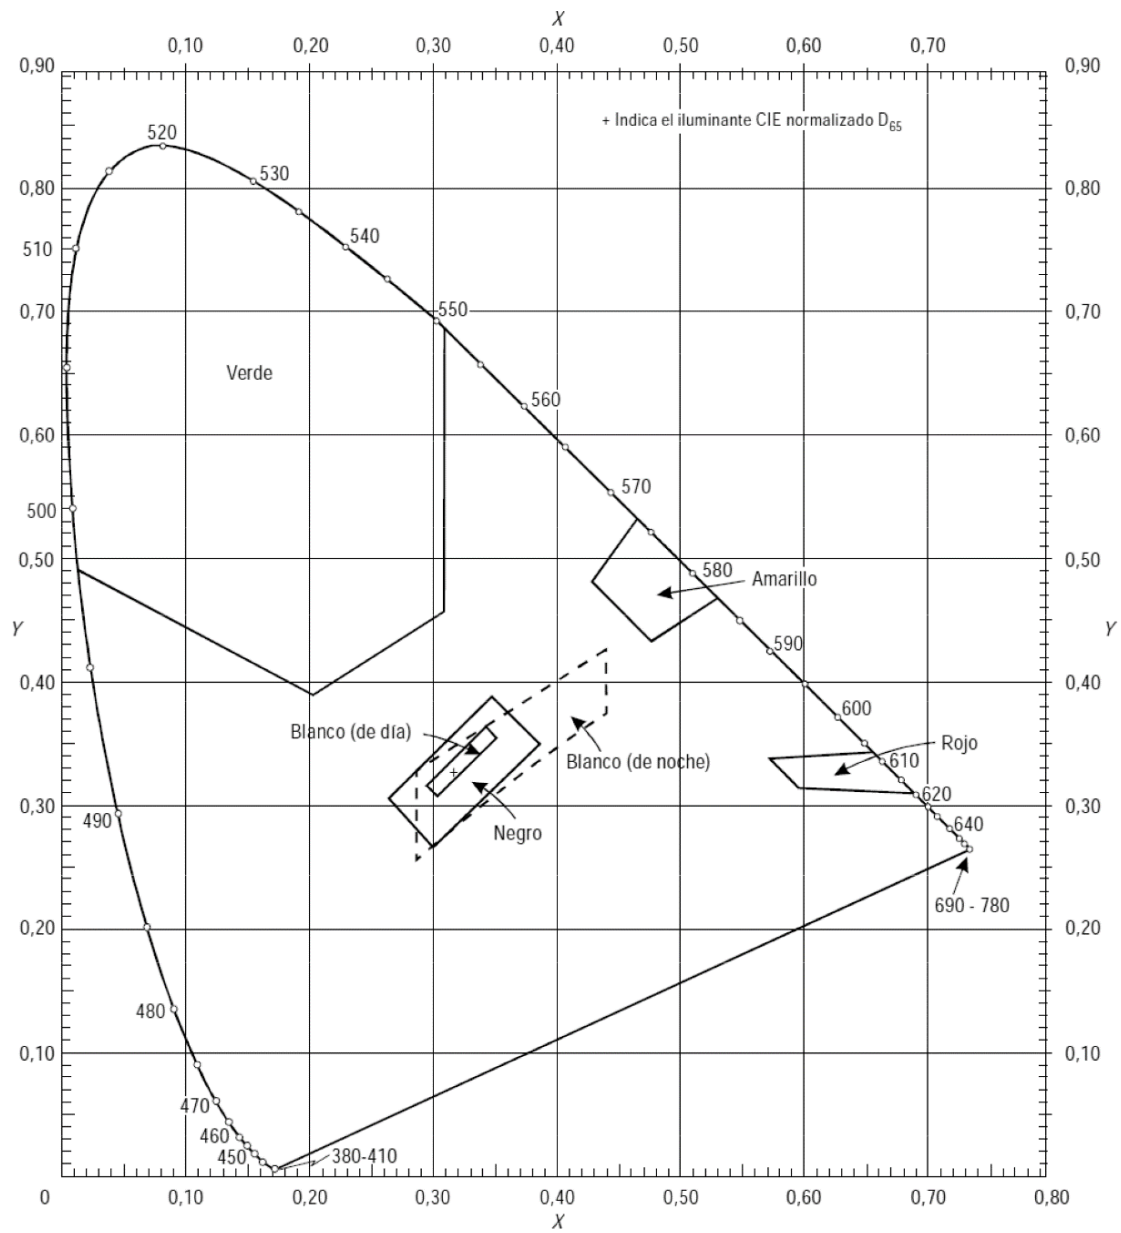 X
0,10 0,20 0,30 0,40 0,50 0,60 0,70
0,90 0,90
+ Indica el iluminante CIE normalizado D65
520
530
0,80 0,80
540
510
550
0,70 0,70
Verde
560
0,60 0,60
570
500
0,50 0,50
580
Amarillo
Y Y
590
0,40 0,40
600
Blanco (de día)
Rojo
Blanco (de noche)
610
620
0,30 0,30
490
Negro
640
690 - 780
0,20 0,20
480
0,10 0,10
470
460
450
380-410
0 0,10 0,20 0,30 0,40 0,50 0,60 0,70 0,80
X